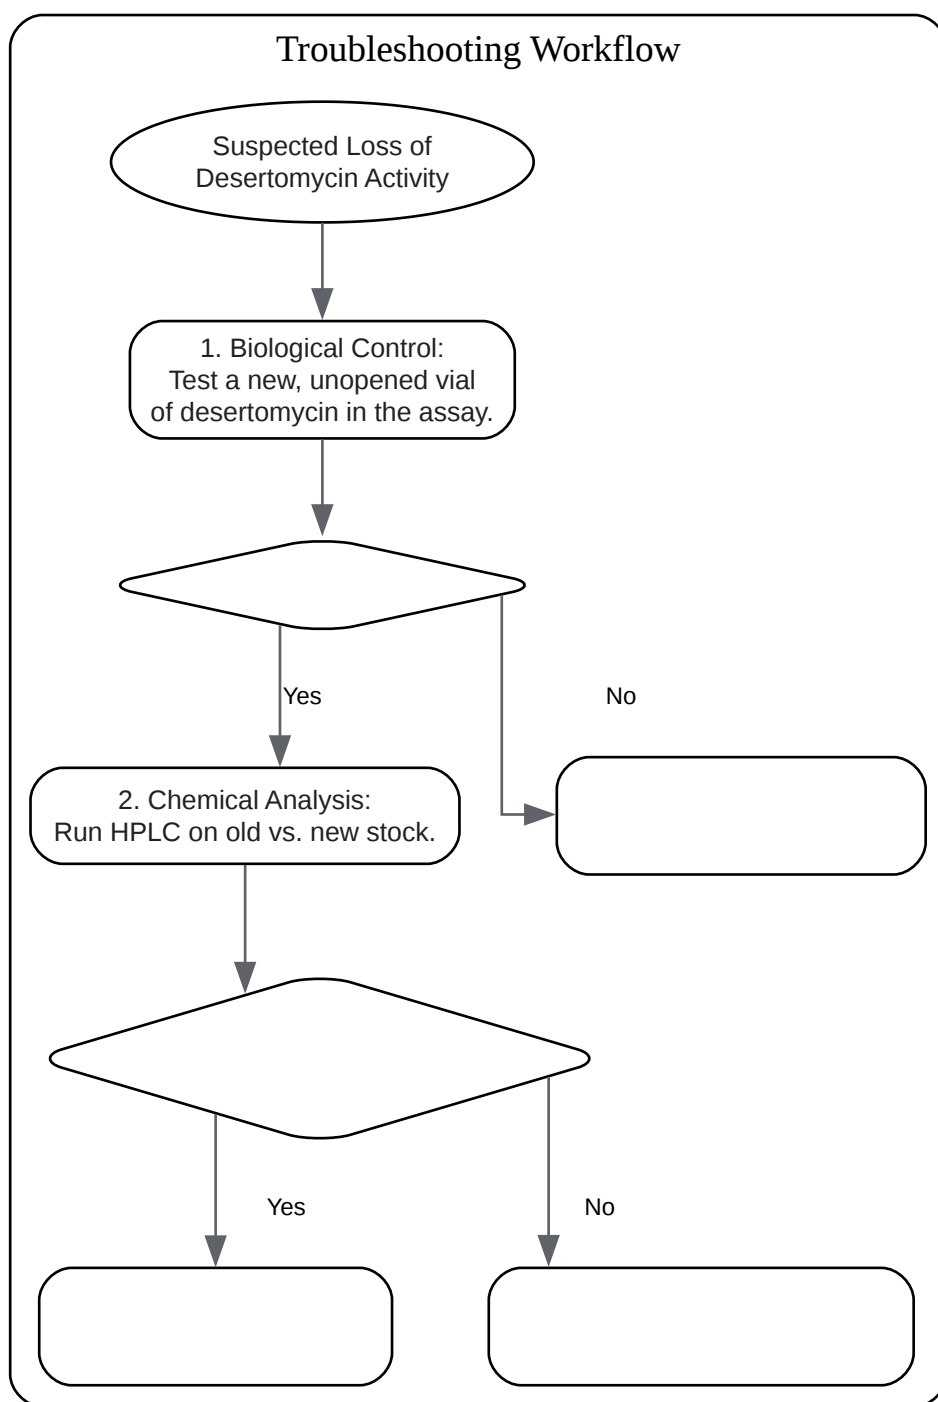 Troubleshooting Workflow
Suspected Loss of
Desertomycin Activity
1. Biological Control:
Test a new, unopened vial
of desertomycin in the assay.
Yes
No
2. Chemical Analysis:
Run HPLC on old vs. new stock.
Yes
No